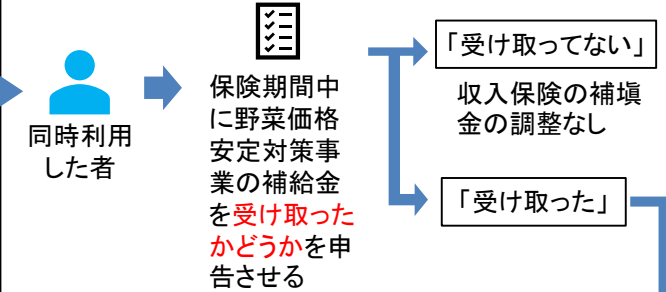 同時利用
した者
保険期間中
に野菜価格
安定対策事
業の補給金
を受け取った
かどうかを申
告させる
「受け取ってない」
収入保険の補塡
金の調整なし
「受け取った」